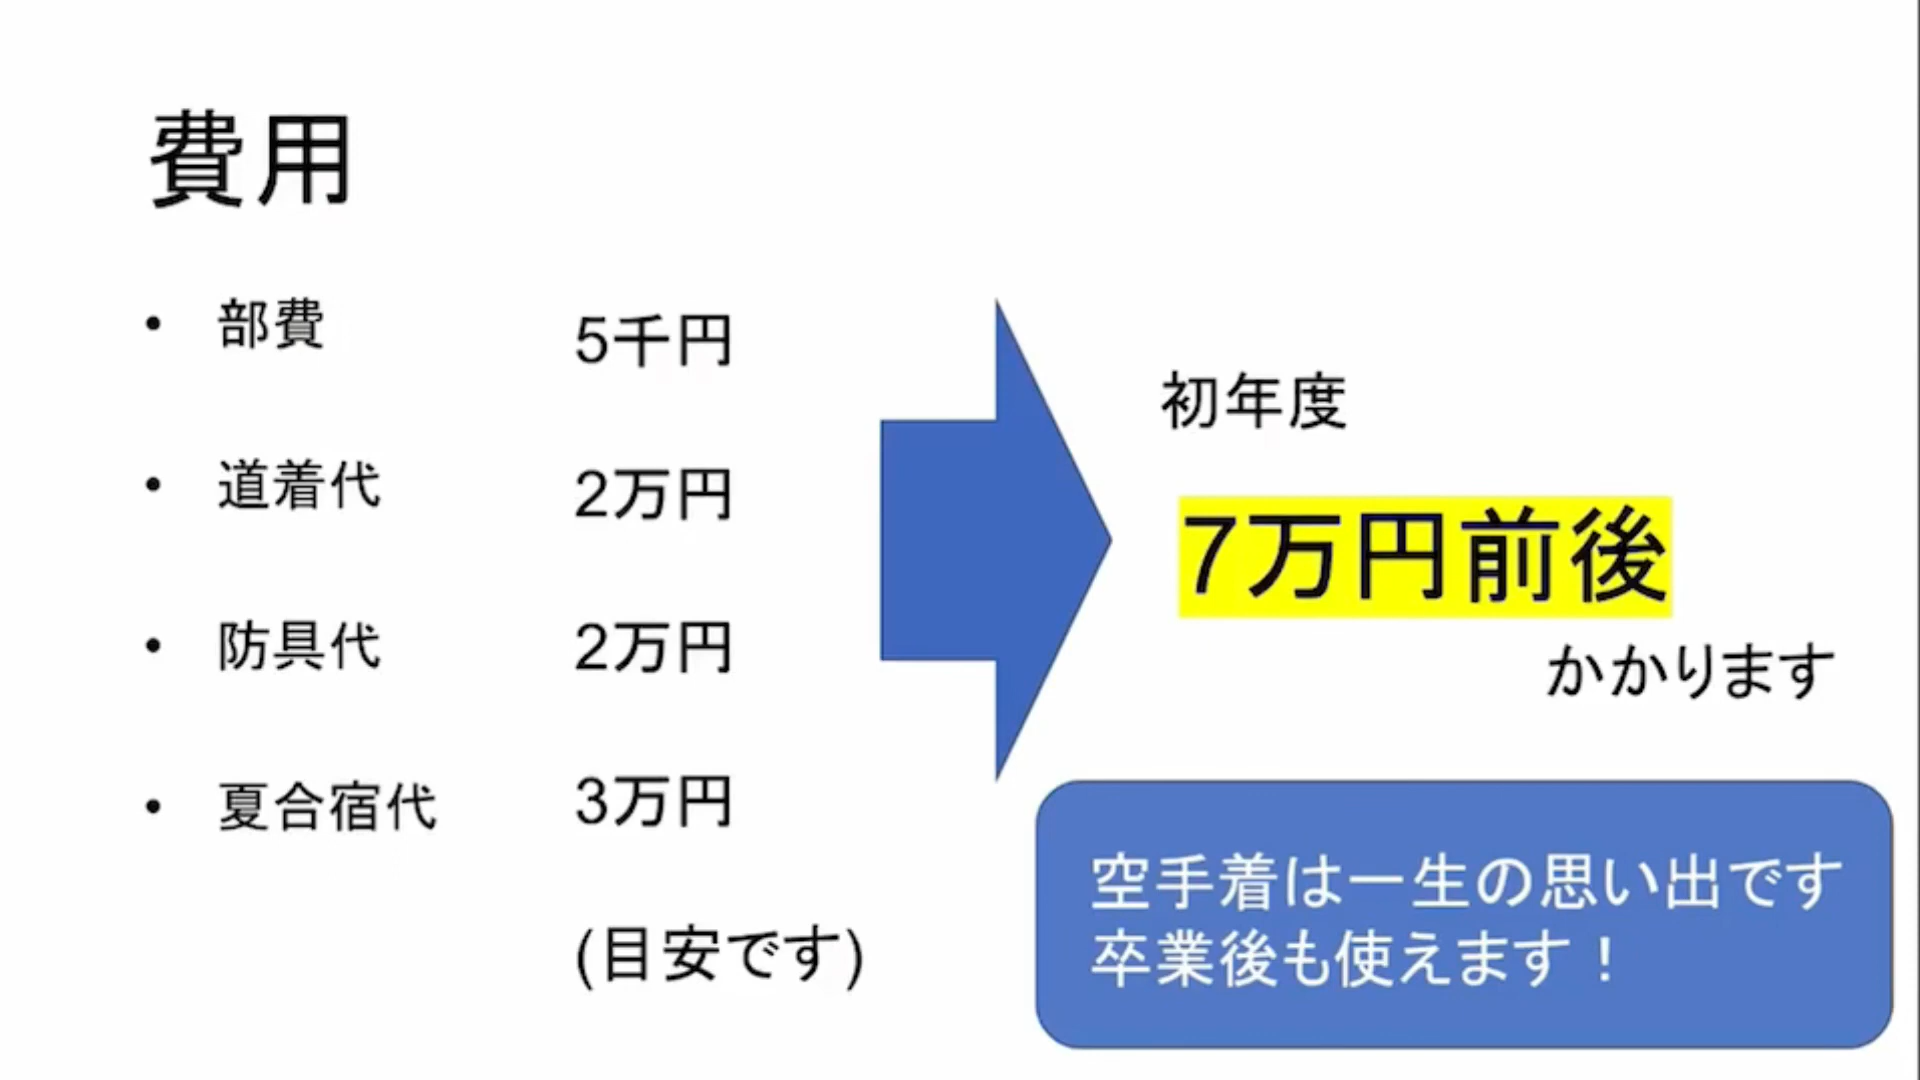 費用
• 部費 5千円
• 道着代 2万円
• 防具代 2万円
• 夏合宿代 3万円
(目安です)
初年度
7万円前後
かかります
空手着は一生の思い出です
卒業後も使えます！